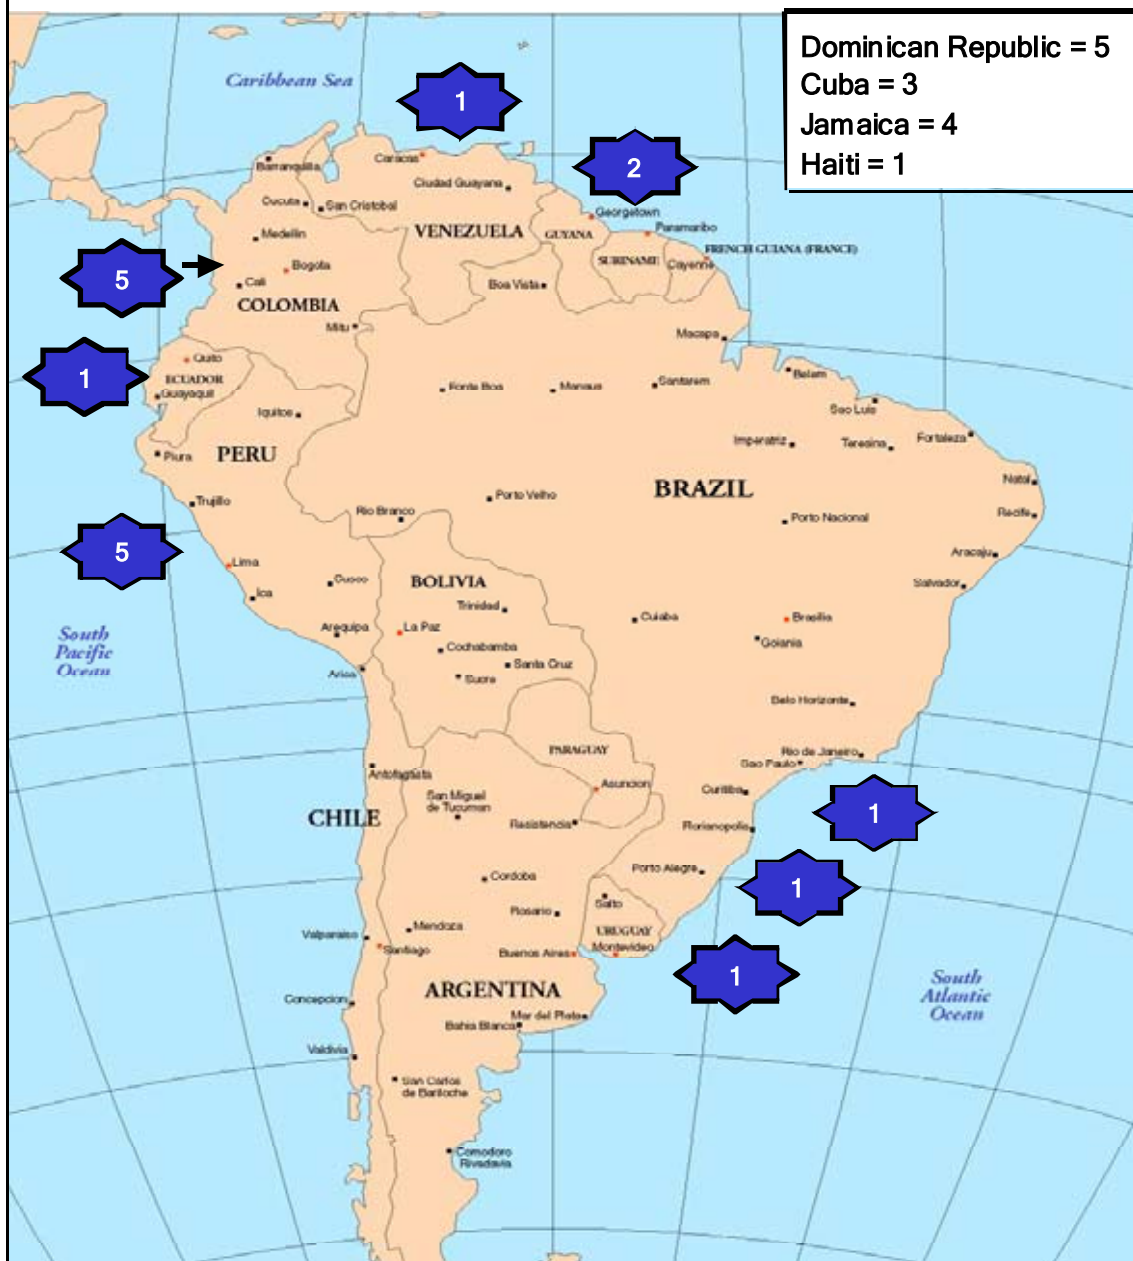 Dominican Republic = 5
Cuba = 3
Jamaica = 4
Haiti = 1
Caribbean Sea
1
2
Barranquilla
Caracas
Ciudad Guayana
Cucuta
San Cristobal
Georgetown
Paramaribo
VENEZUELA
GUYANA
Medellin
SURINAME
FRENCH GUIANA (FRANCE)
Cayenne
5
Bogota
Cali
Boa Vista
COLOMBIA
Mitu
Macapa
Quito
1
ECUADOR
Guayaquil
Fonte Boa
Manaus
Santarem
Belem
Iquitos
Sao Luis
PERU
Piura
Imperatriz
Teresina
Fortaleza
Trujillo
Porto Velho
BRAZIL
Natal
Rio Branco
Porto Nacional
Recife
5
Lima
Aracaju
Ica
Cusco
BOLIVIA
Trinidad
Salvador
South
Pacific
Ocean
Arequipa
La Paz
Cuiaba
Brasilia
Cochabamba
Goiania
Arica
Santa Cruz
Sucre
Belo Horizonte
PARAGUAY
Rio de Janeiro
Sao Paulo
Antofagasta
Asuncion
Curitiba
San Miguel
de Tucuman
CHILE
Resistencia
Florianopolis
1
Cordoba
Porto Alegre
1
Rosario
Salto
Valparaiso
Mendoza
Santiago
URUGUAY
Buenos Aires
Montevideo
1
South
Atlantic
Ocean
Concepcion
ARGENTINA
Mar del Plata
Bahia Blanca
Valdivia
San Carlos
de Bariloche
Comodoro
Rivadavia